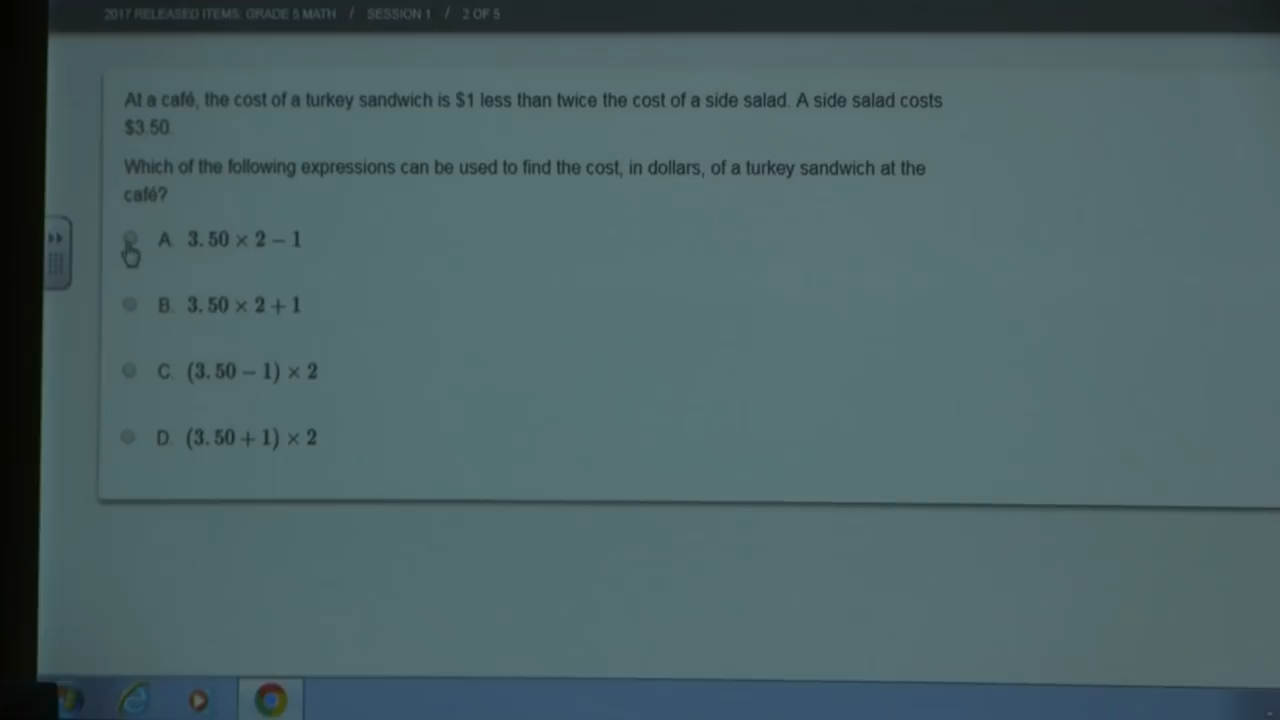 2017 RELEASED ITEMS: GRADE 5 MATH / SESSION 1 / 2 OF 5
At a café, the cost of a turkey sandwich is $1 less than twice the cost of a side salad. A side salad costs
$3.50.
Which of the following expressions can be used to find the cost, in dollars, of a turkey sandwich at the
café?
A. 3.50 × 2 − 1
B. 3.50 × 2 + 1
C. (3.50 − 1) × 2
D. (3.50 + 1) × 2